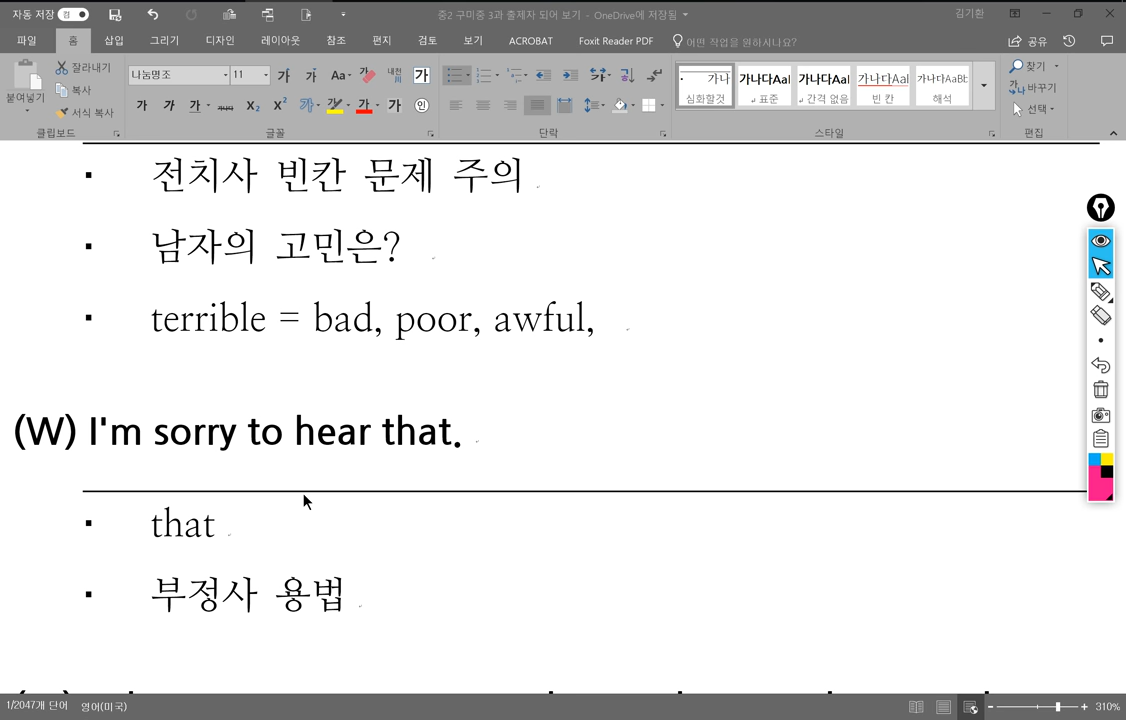 자동 저장 켬 중2 구미중 3과 출제자 되어 보기 - OneDrive에 저장됨 김기환
파일 홈 삽입 그리기 디자인 레이아웃 참조 편지 검토 보기 ACROBAT Foxit Reader PDF 어떤 작업을 원하시나요? 공유
붙여넣기 잘라내기 복사 서식 복사
나눔명조 11
가나 심화할것
가나다AaI 표준
가나다AaI 간격 없음
가나다AaI 빈 칸
가나다AaBb 해석
찾기 바꾸기 선택
클립보드 글꼴 단락 스타일 편집
전치사 빈칸 문제 주의
남자의 고민은?
terrible = bad, poor, awful,
(W) I'm sorry to hear that.
that
부정사 용법
1/2047개 단어 영어(미국) 310%